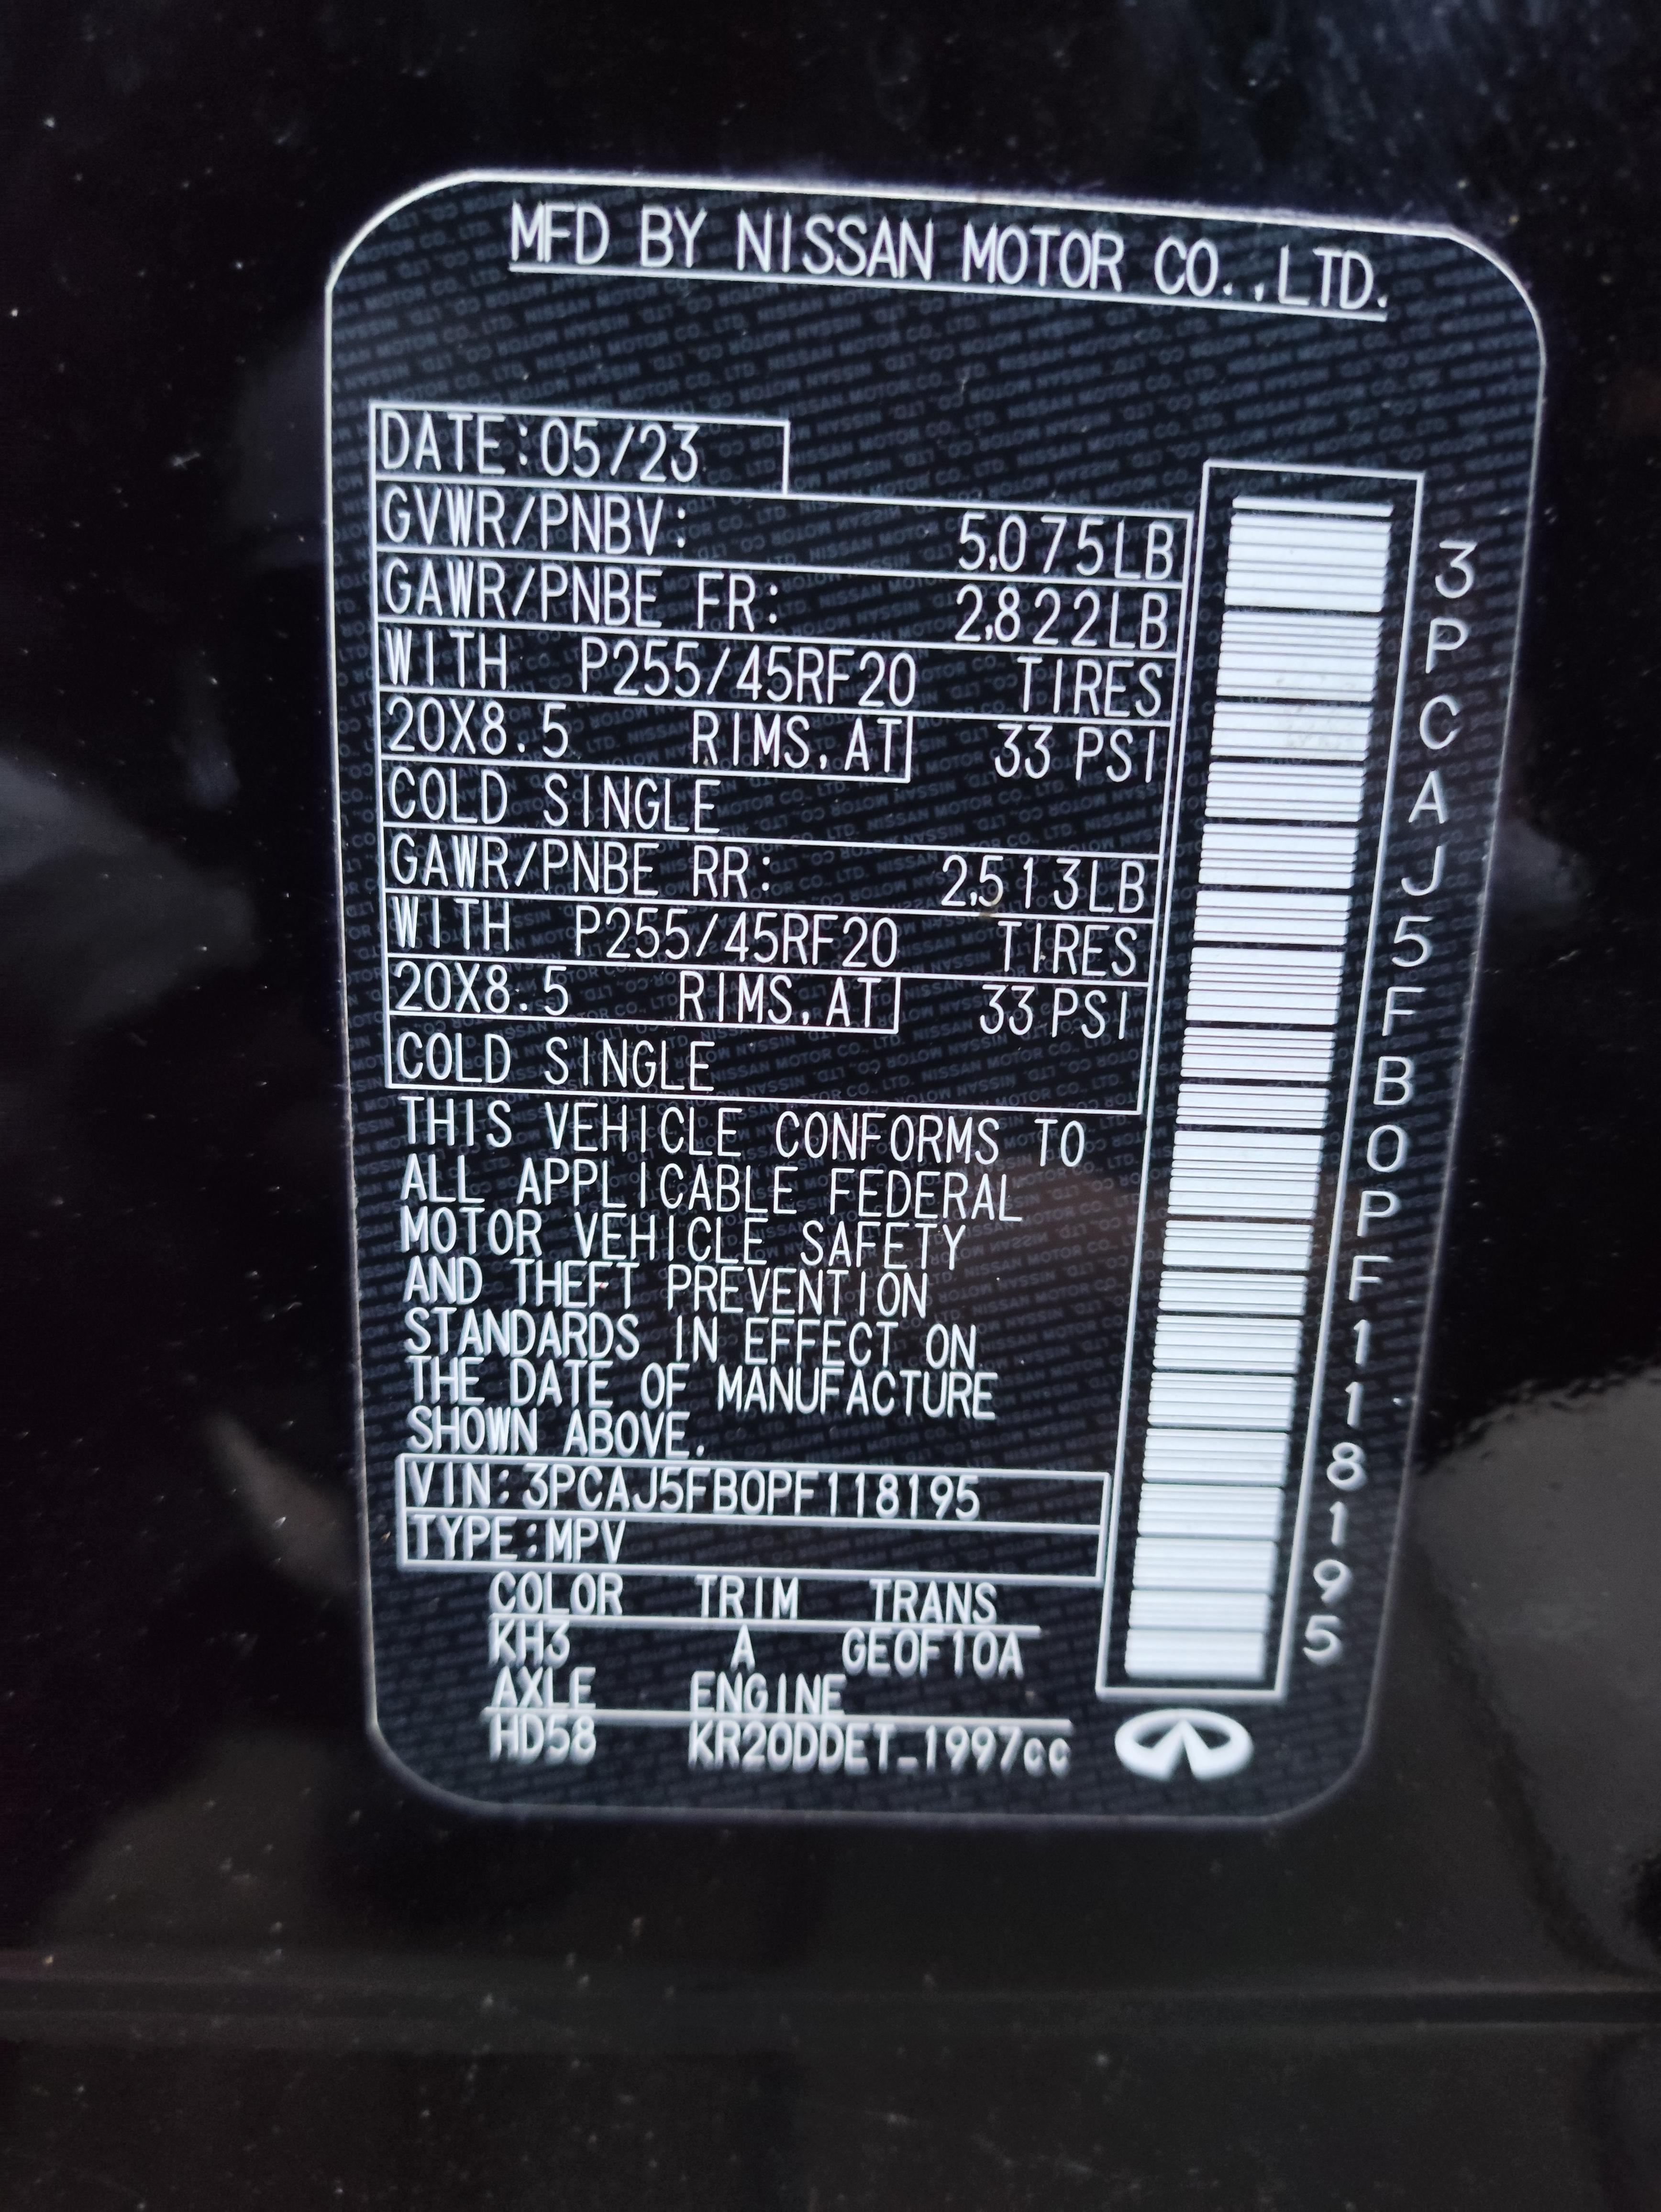 MFD BY NISSAN MOTOR CO.,LTD.
DATE:05/23
GVWR/PNBV: 5,075LB
GAWR/PNBE FR: 2,822LB
WITH P255/45RF20 TIRES
20X8.5 RIMS,AT 33 PSI
COLD SINGLE
GAWR/PNBE RR: 2,513LB
WITH P255/45RF20 TIRES
20X8.5 RIMS,AT 33 PSI
COLD SINGLE
THIS VEHICLE CONFORMS TO
ALL APPLICABLE FEDERAL
MOTOR VEHICLE SAFETY
AND THEFT PREVENTION
STANDARDS IN EFFECT ON
THE DATE OF MANUFACTURE
SHOWN ABOVE.
VIN:3PCAJ5FB0PF118195
TYPE:MPV
COLOR TRIM TRANS
KH3 A GE0F10A
AXLE ENGINE
HD58 KR20DDET_1997cc
3PCAJ5FB0PF118195